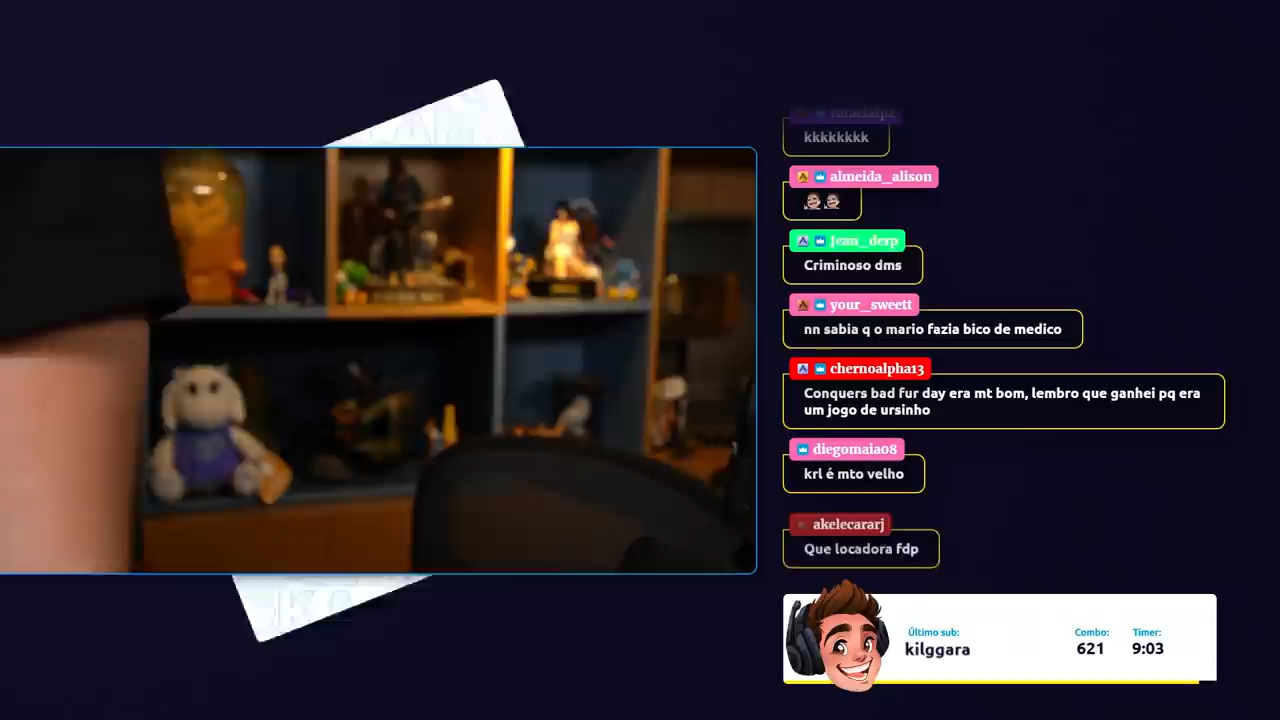 kkkkkkkk
almeida_alison
jean_derp
Criminoso dms
your_sweett
nn sabia q o mario fazia bico de medico
chernoalpha13
Conquers bad fur day era mt bom, lembro que ganhei pq era
um jogo de ursinho
diegomaia08
krl é mto velho
akelecararj
Que locadora fdp
Último sub:
kilggara
Combo:
621
Timer:
9:03